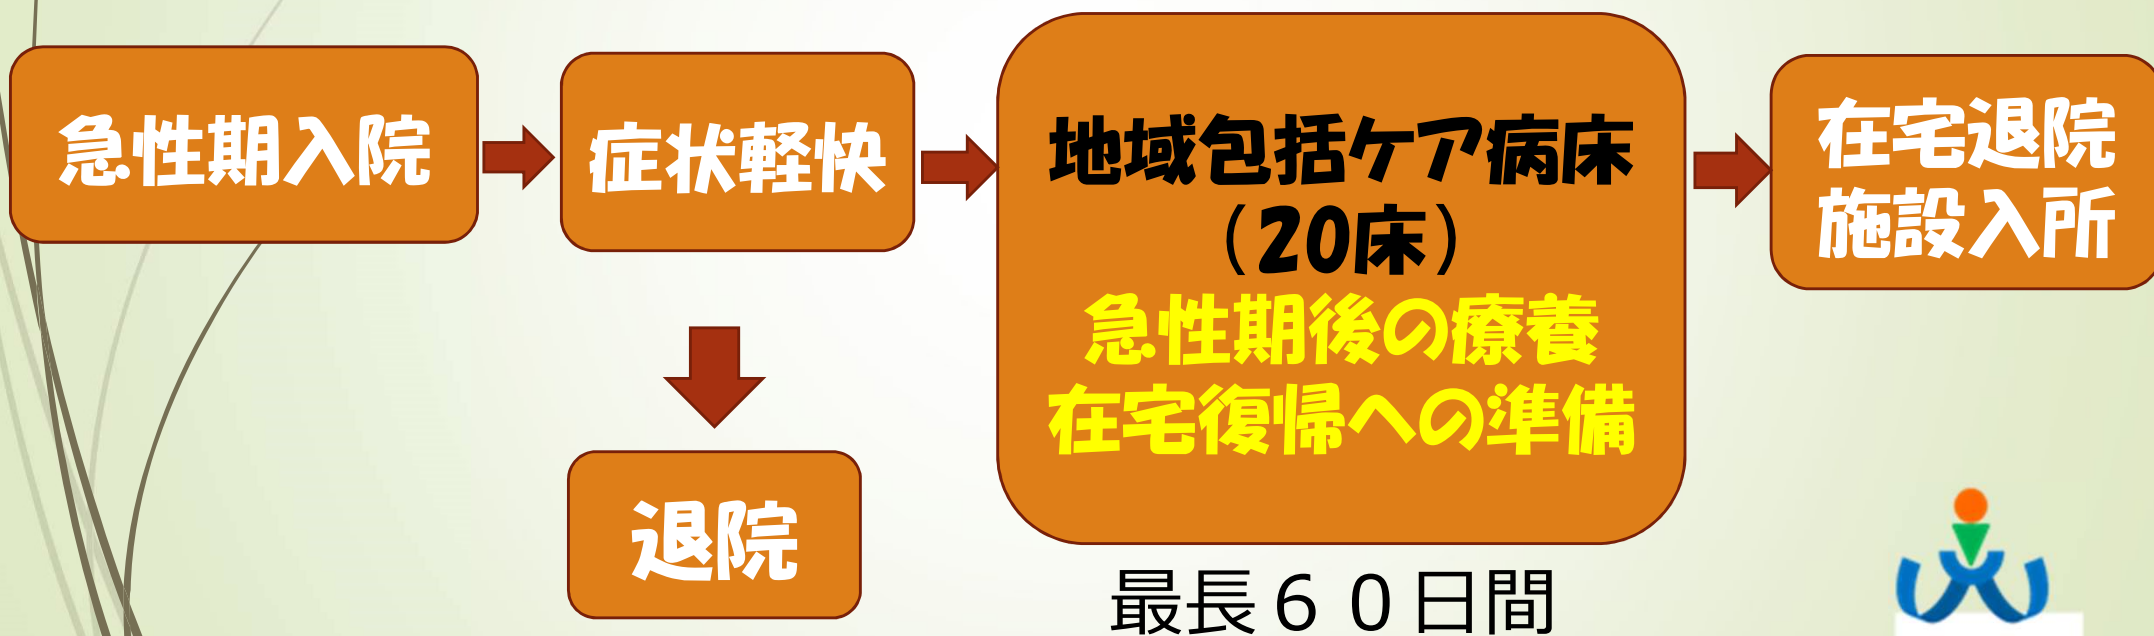 急性期入院
症状軽快
地域包括ケア病床
（20床）
急性期後の療養
在宅復帰への準備
在宅退院
施設入所
退院
最長６０日間